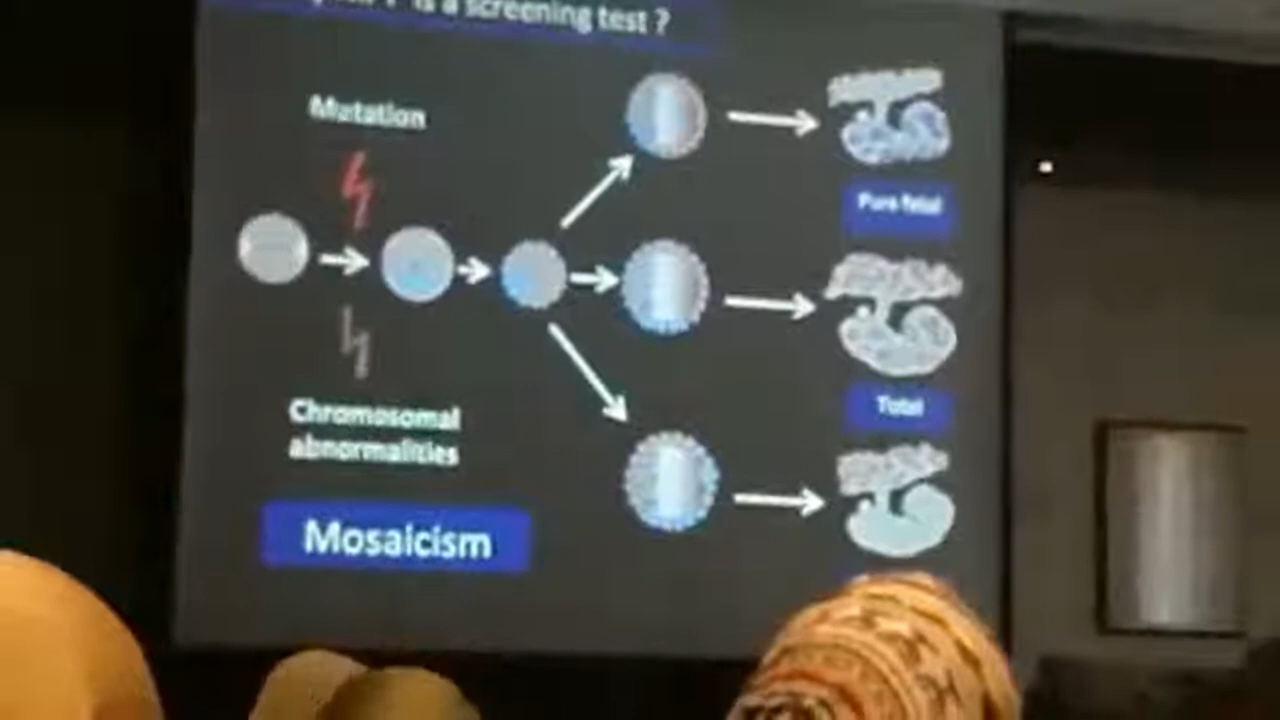 is a screening test ?
Mutation
Pure fetal
Total
Chromosomal
abnormalities
Mosaicism